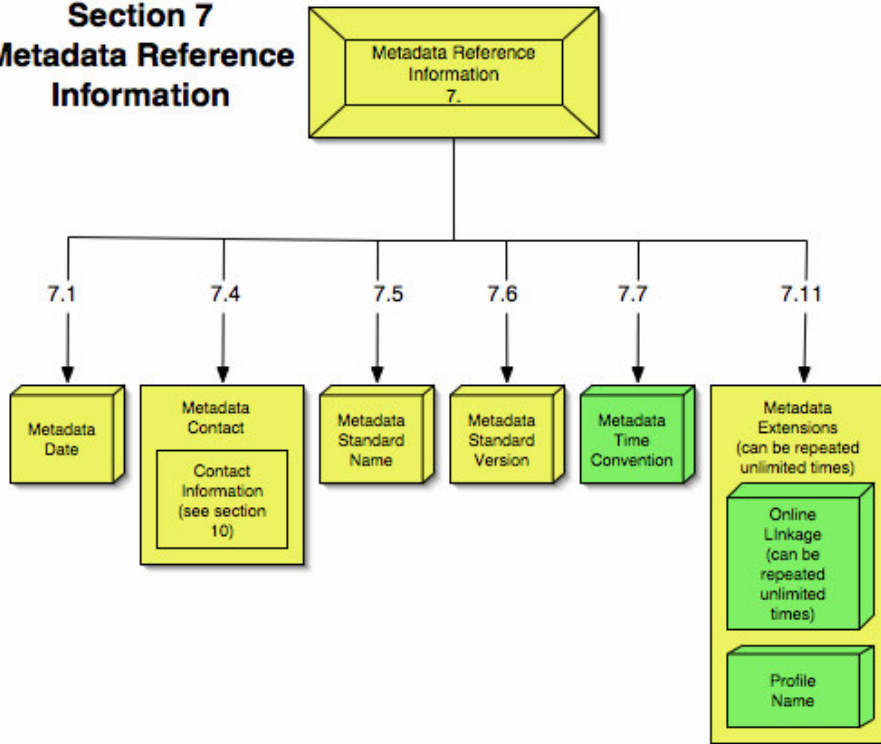 Section 7
Metadata Reference
Information
Metadata Reference
Information
7.
7.1
7.4
7.5
7.6
7.7
7.11
Metadata
Date
Metadata
Contact
Contact
Information
(see section
10)
Metadata
Standard
Name
Metadata
Standard
Version
Metadata
Time
Convention
Metadata
Extensions
(can be repeated
unlimited times)
Online
LInkage
(can be
repeated
unlimited
times)
Profile
Name